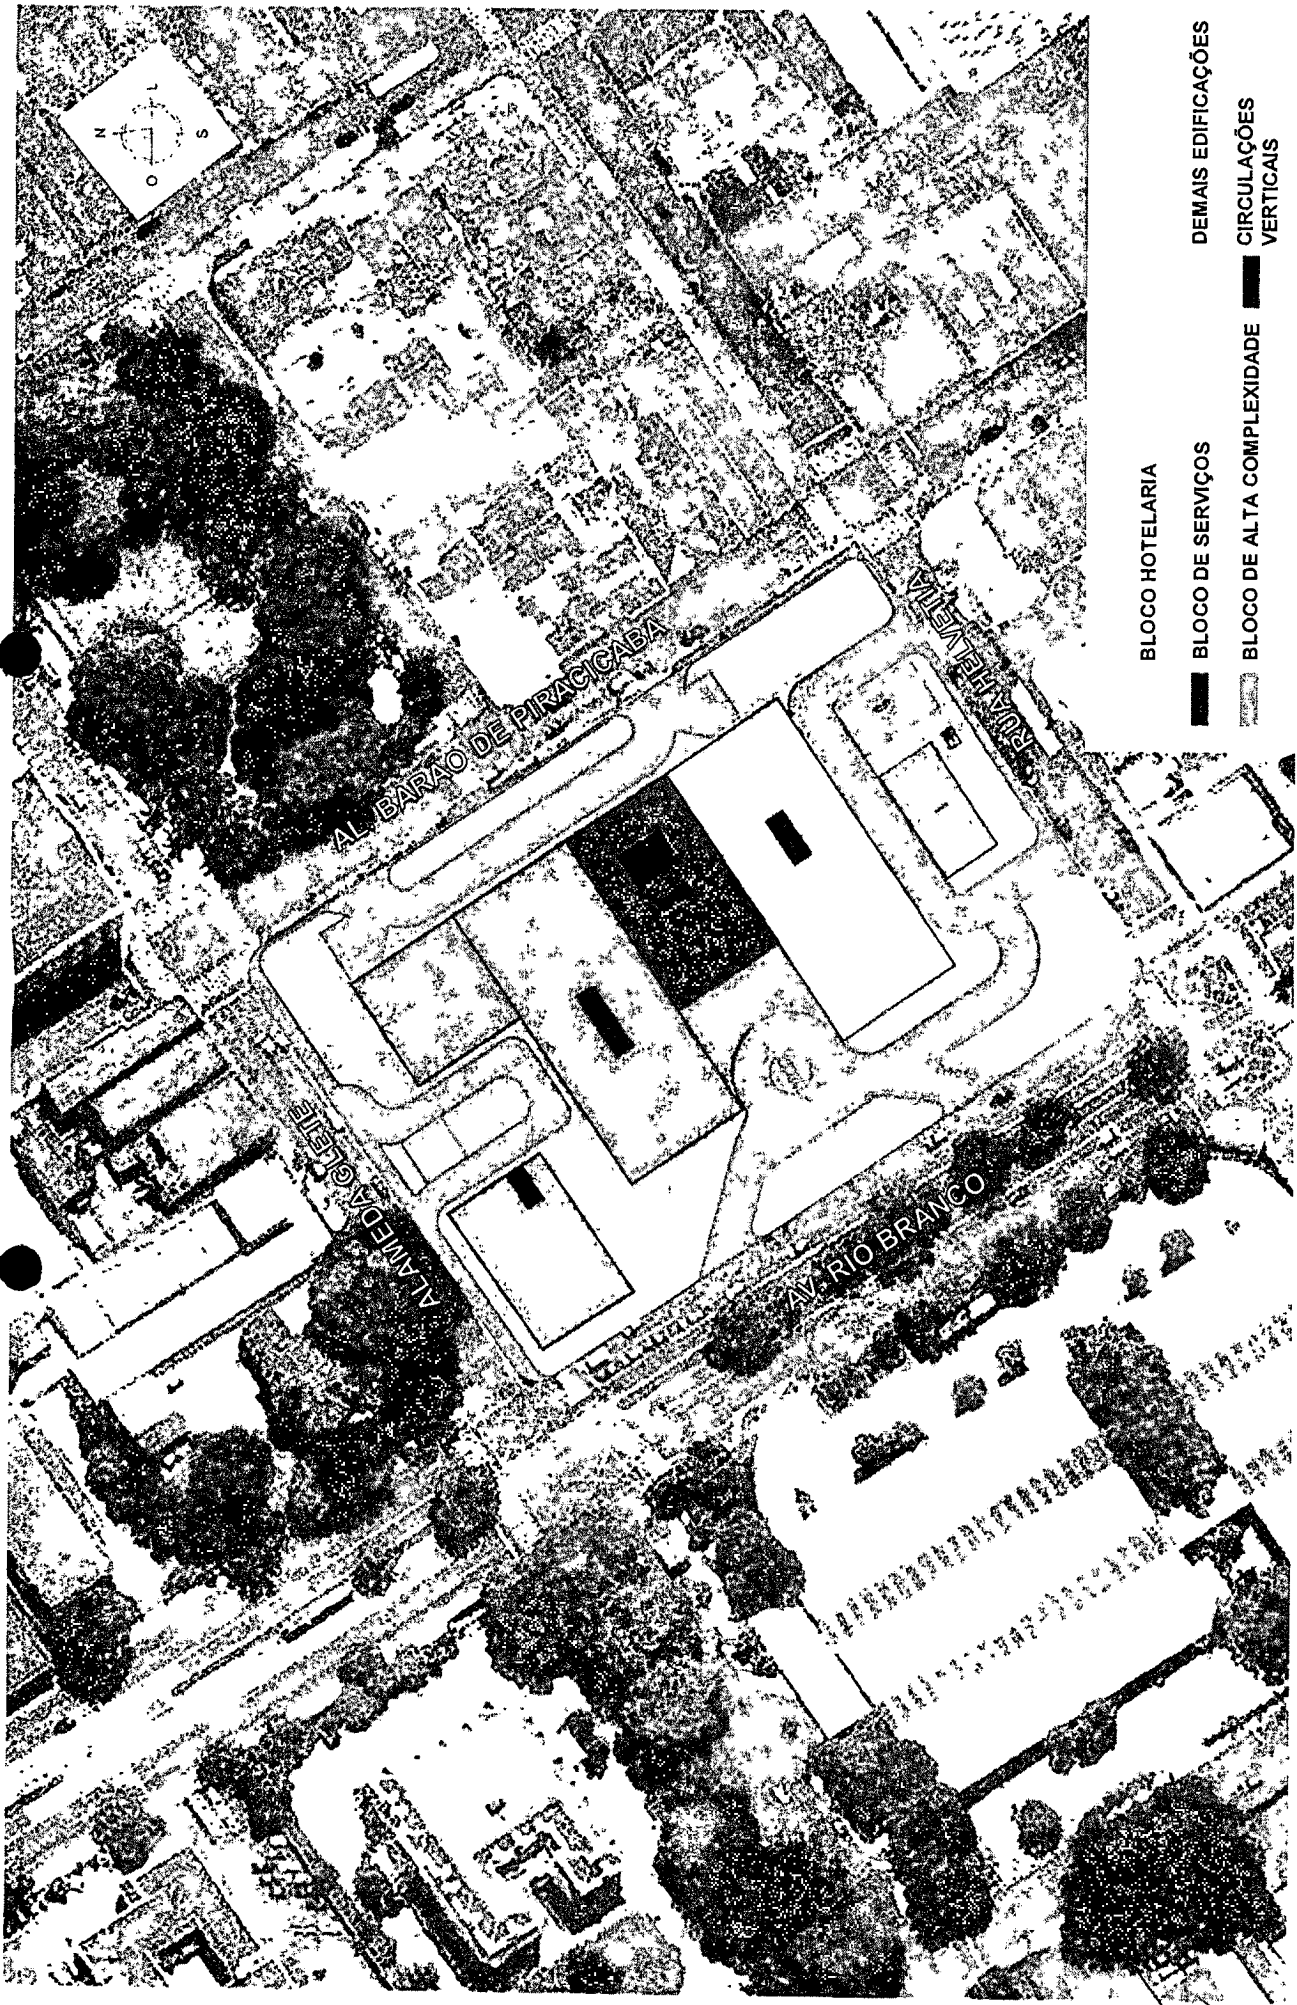 N
O
L
S
AL. BARÃO DE PIRACICABA
RUA HELVETIA
ALAMEDA GLETE
AV. RIO BRANCO
BLOCO HOTELARIA
BLOCO DE SERVIÇOS
DEMAIS EDIFICAÇÕES
BLOCO DE ALTA COMPLEXIDADE
CIRCULAÇÕES
VERTICAIS